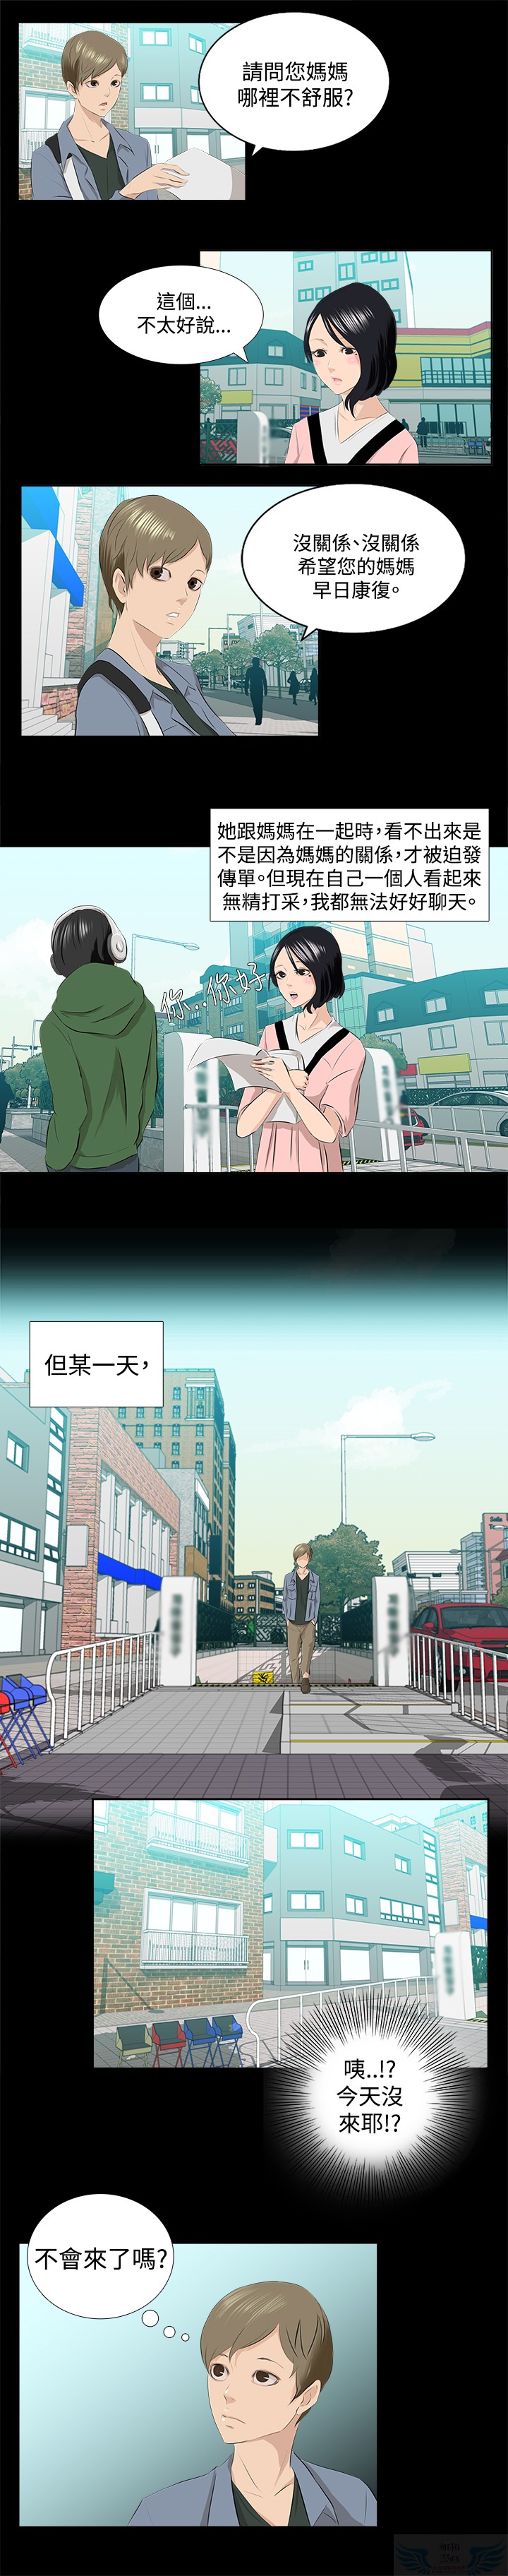 請問您媽媽
哪裡不舒服?
這個...
不太好說...
沒關係、沒關係
希望您的媽媽
早日康復。
她跟媽媽在一起時,看不出來是
不是因為媽媽的關係,才被迫發
傳單。但現在自己一個人看起來
無精打采,我都無法好好聊天。
你...你好
但某一天,
咦..!?
今天沒
來耶!?
不會來了嗎?